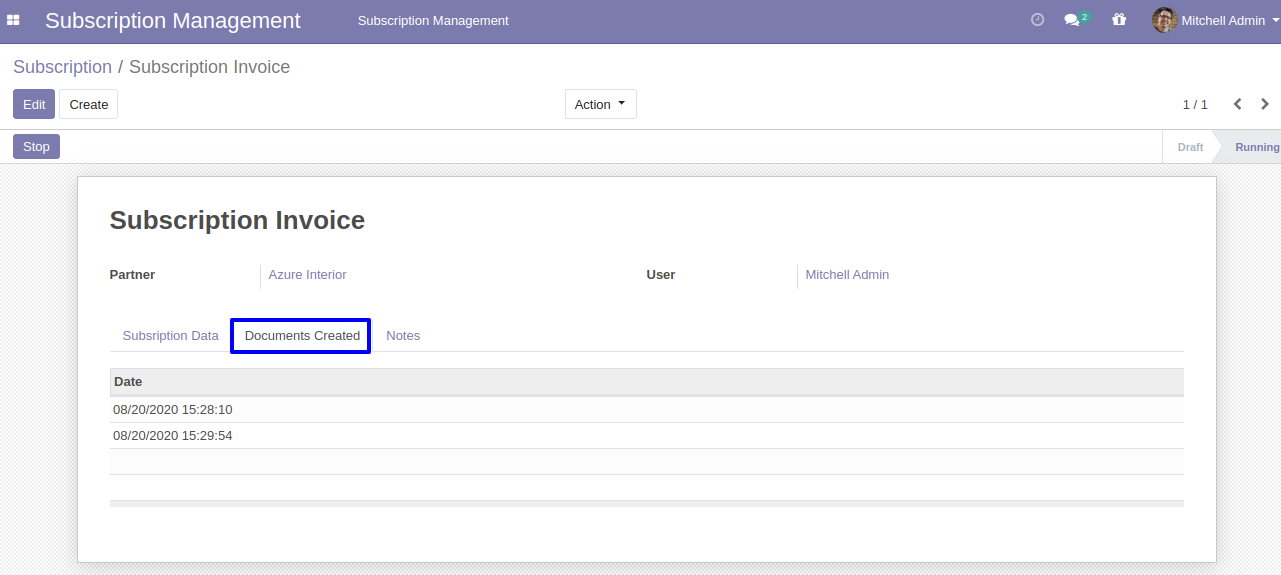 Subscription Management Subscription Management 2 Mitchell Admin
Subscription / Subscription Invoice
Edit Create Action 1 / 1
Stop Draft Running
Subscription Invoice
Partner Azure Interior User Mitchell Admin
Subsription Data Documents Created Notes
Date
08/20/2020 15:28:10
08/20/2020 15:29:54